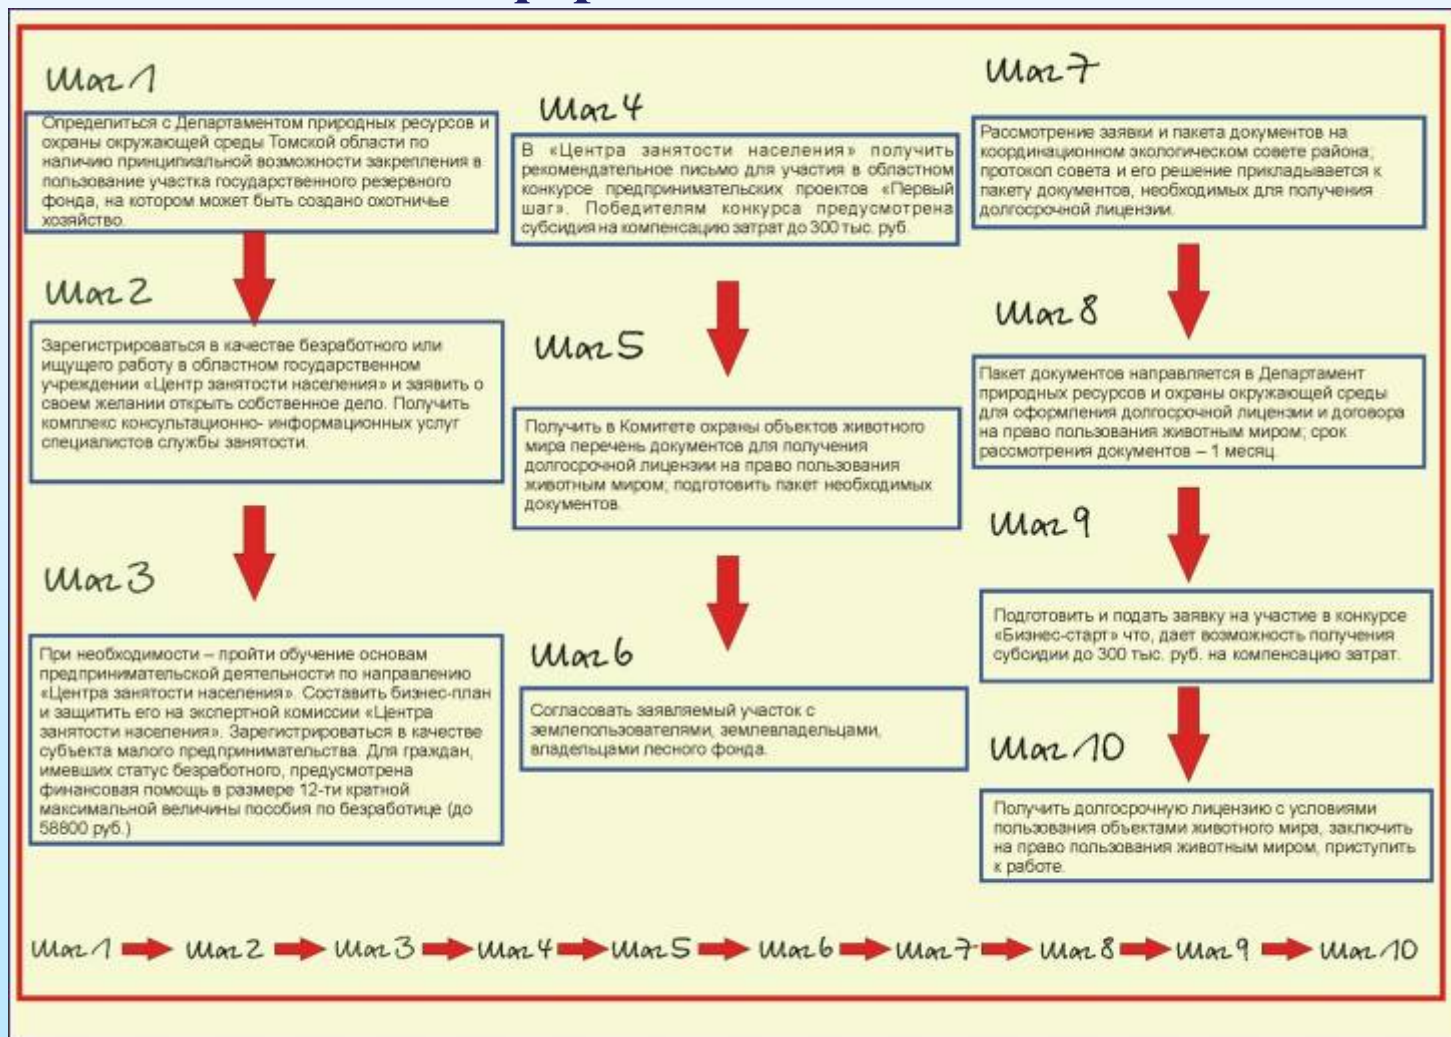 Шаг 1
Определиться с Департаментом природных ресурсов и
охраны окружающей среды Томской области по
наличию принципиальной возможности закрепления в
пользование участка государственного резервного
фонда, на котором может быть создано охотничье
хозяйство.
Шаг 2
Зарегистрироваться в качестве безработного или
ищущего работу в областном государственном
учреждении «Центр занятости населения» и заявить о
своем желании открыть собственное дело. Получить
комплекс консультационно- информационных услуг
специалистов службы занятости.
Шаг 3
При необходимости – пройти обучение основам
предпринимательской деятельности по направлению
«Центра занятости населения». Составить бизнес-план
и защитить его на экспертной комиссии «Центра
занятости населения». Зарегистрироваться в качестве
субъекта малого предпринимательства. Для граждан,
имевших статус безработного, предусмотрена
финансовая помощь в размере 12-ти кратной
максимальной величины пособия по безработице (до
58800 руб.)
Шаг 4
В «Центра занятости населения» получить
рекомендательное письмо для участия в областном
конкурсе предпринимательских проектов «Первый
шаг». Победителям конкурса предусмотрена
субсидия на компенсацию затрат до 300 тыс. руб.
Шаг 5
Получить в Комитете охраны объектов животного
мира перечень документов для получения
долгосрочной лицензии на право пользования
животным миром; подготовить пакет необходимых
документов.
Шаг 6
Согласовать заявляемый участок с
землепользователями, землевладельцами,
владельцами лесного фонда.
Шаг 7
Рассмотрение заявки и пакета документов на
координационном экологическом совете района;
протокол совета и его решение прикладывается к
пакету документов, необходимых для получения
долгосрочной лицензии.
Шаг 8
Пакет документов направляется в Департамент
природных ресурсов и охраны окружающей среды
для оформления долгосрочной лицензии и договора
на право пользования животным миром; срок
рассмотрения документов – 1 месяц.
Шаг 9
Подготовить и подать заявку на участие в конкурсе
«Бизнес-старт» что, дает возможность получения
субсидии до 300 тыс. руб. на компенсацию затрат.
Шаг 10
Получить долгосрочную лицензию с условиями
пользования объектами животного мира, заключить
на право пользования животным миром, приступить
к работе.
Шаг 1 Шаг 2 Шаг 3 Шаг 4 Шаг 5 Шаг 6 Шаг 7 Шаг 8 Шаг 9 Шаг 10